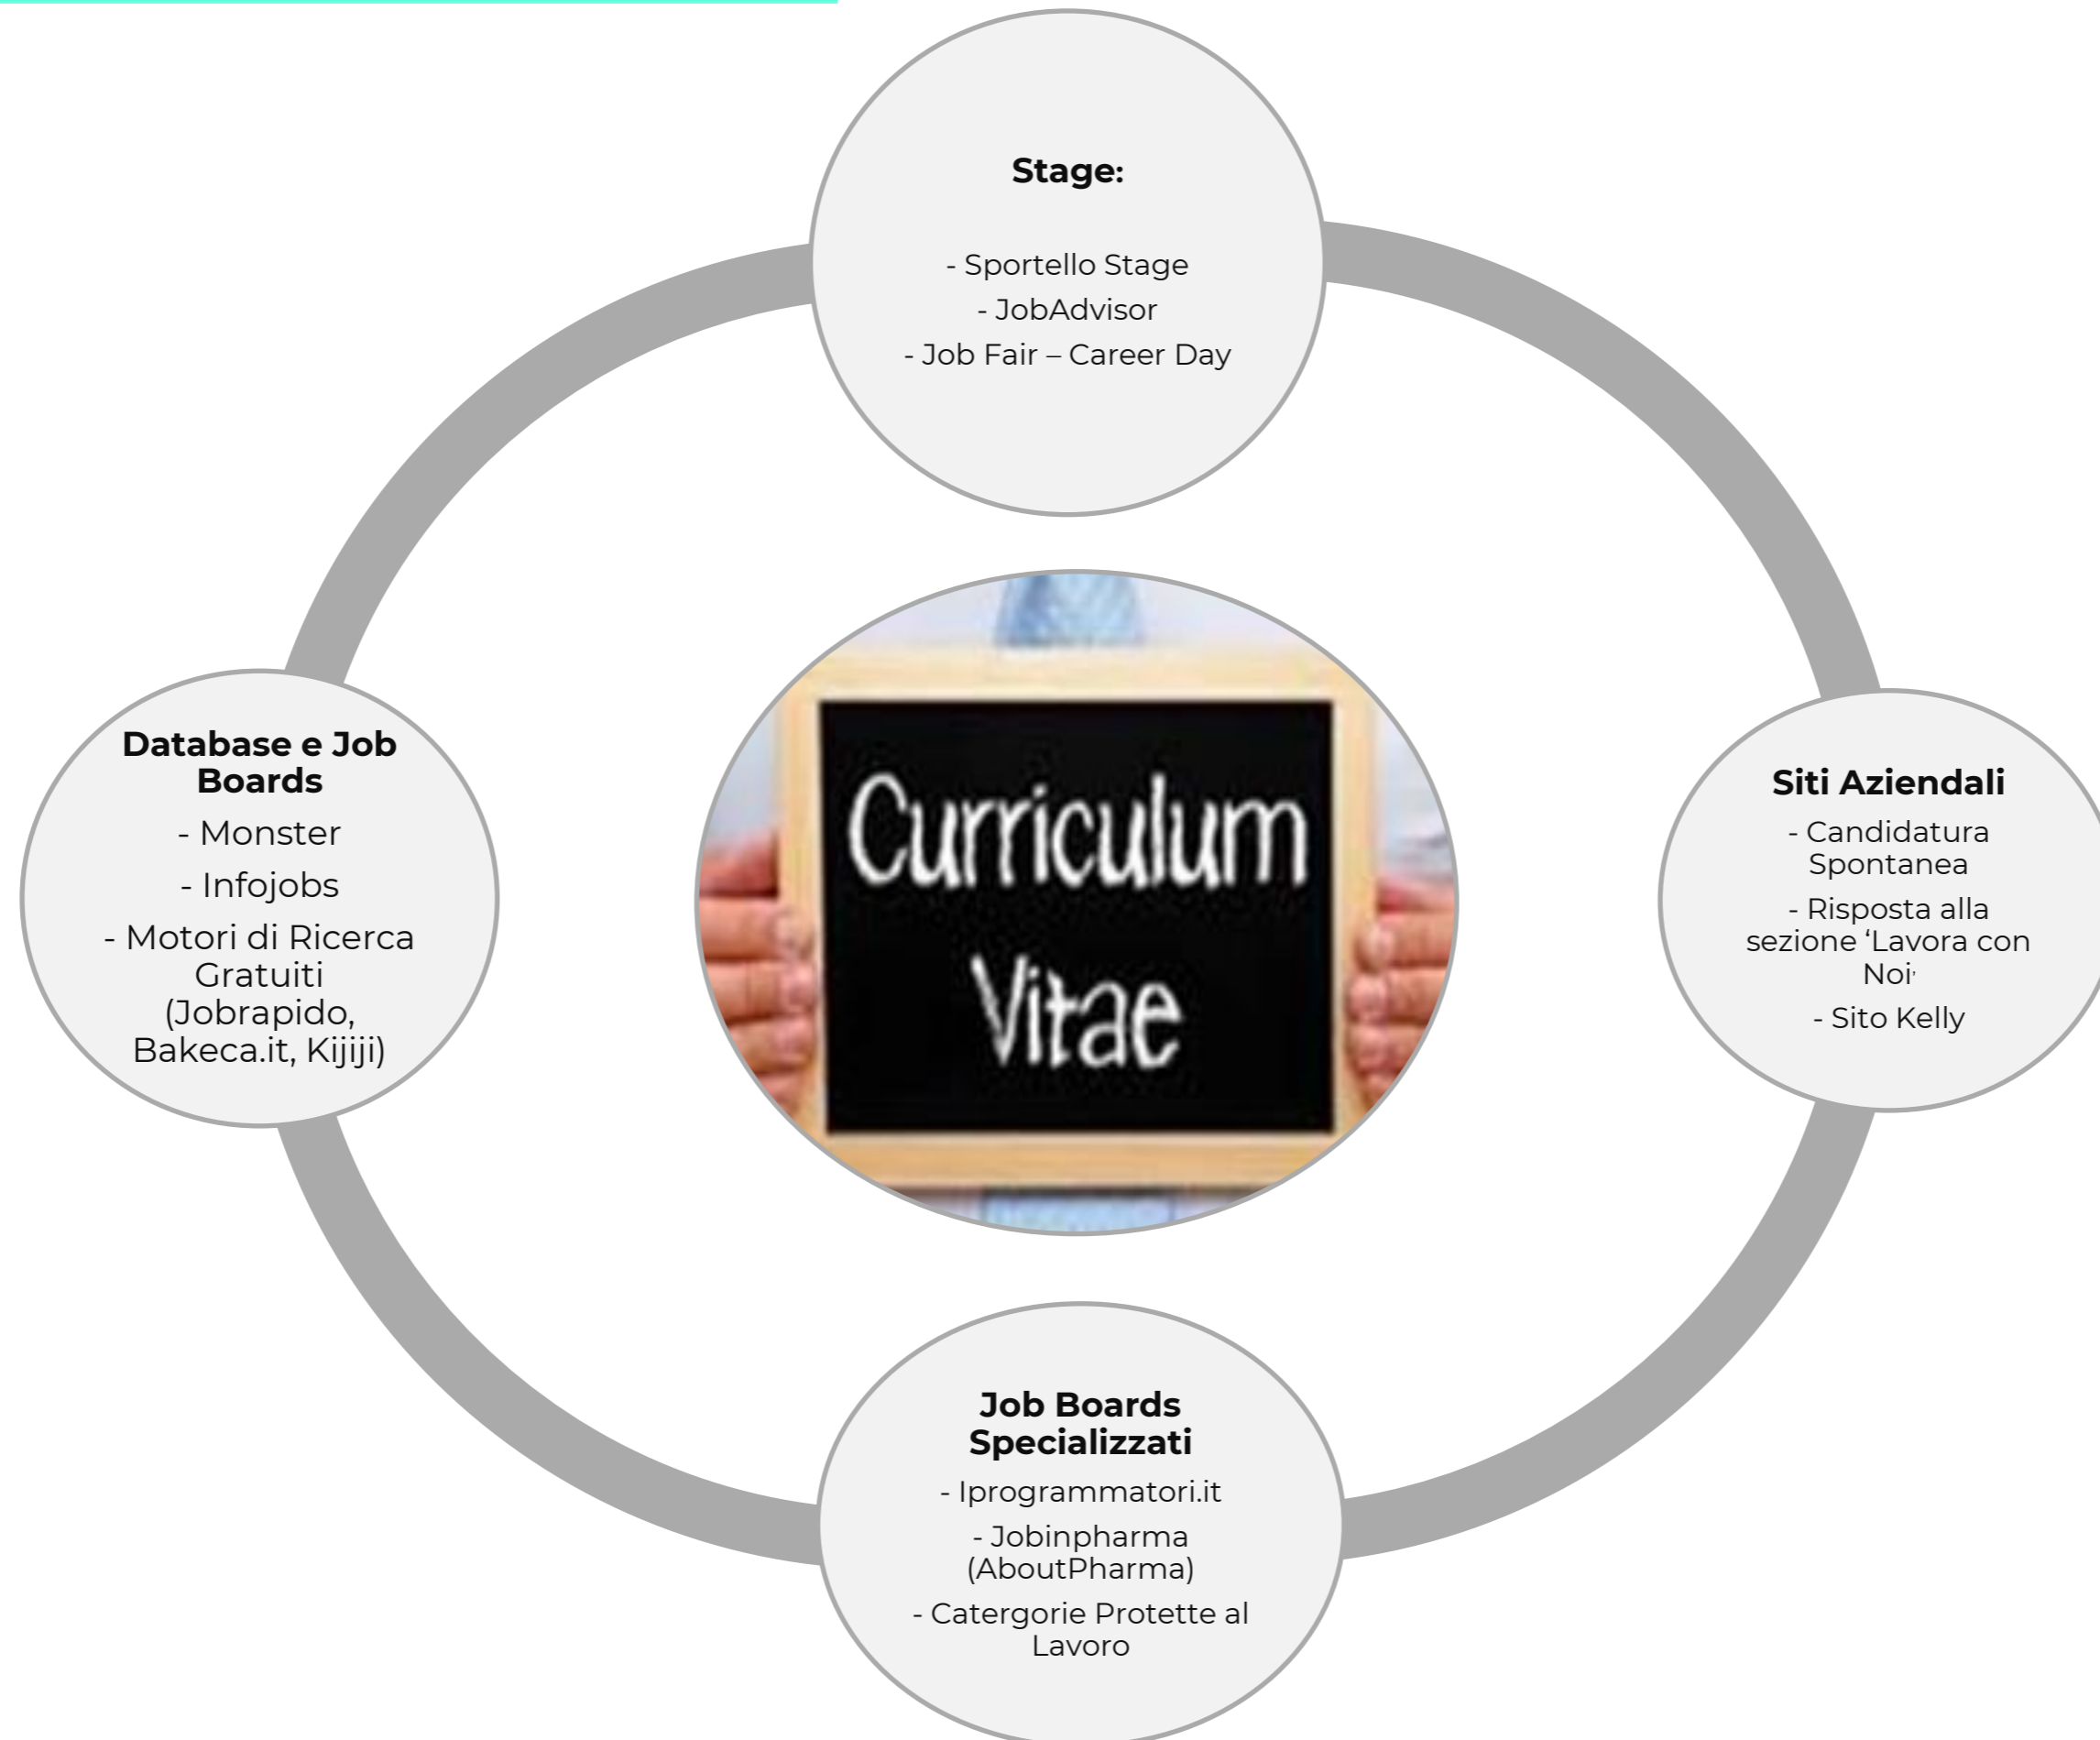 Stage:
- Sportello Stage
- JobAdvisor
- Job Fair – Career Day
Database e Job
Boards
- Monster
- Infojobs
- Motori di Ricerca
Gratuiti
(Jobrapido,
Bakeca.it, Kijiji)
Curriculum
Vitae
Siti Aziendali
- Candidatura
Spontanea
- Risposta alla
sezione ‘Lavora con
Noi’
- Sito Kelly
Job Boards
Specializzati
- Iprogrammatori.it
- Jobinpharma
(AboutPharma)
- Catergorie Protette al
Lavoro